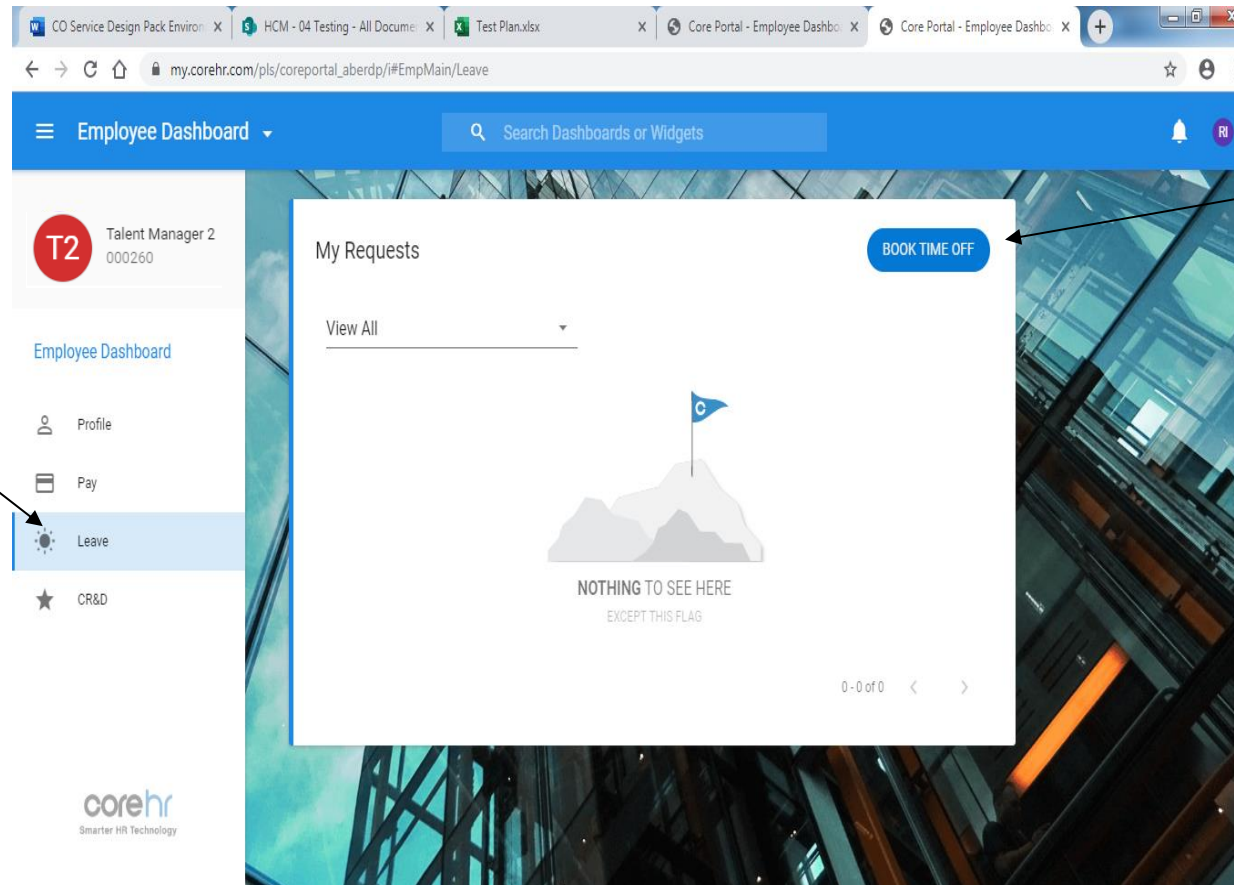 CO Service Design Pack Environ
HCM - 04 Testing - All Docume
Test Plan.xlsx
Core Portal - Employee Dashbo
Core Portal - Employee Dashbo
my.corehr.com/pls/coreportal_aberdp/i#EmpMain/Leave
Employee Dashboard
Search Dashboards or Widgets
RI
T2
Talent Manager 2
000260
My Requests
BOOK TIME OFF
View All
Employee Dashboard
Profile
Pay
Leave
CR&D
C
NOTHING TO SEE HERE
EXCEPT THIS FLAG
0 - 0 of 0
corehr
Smarter HR Technology